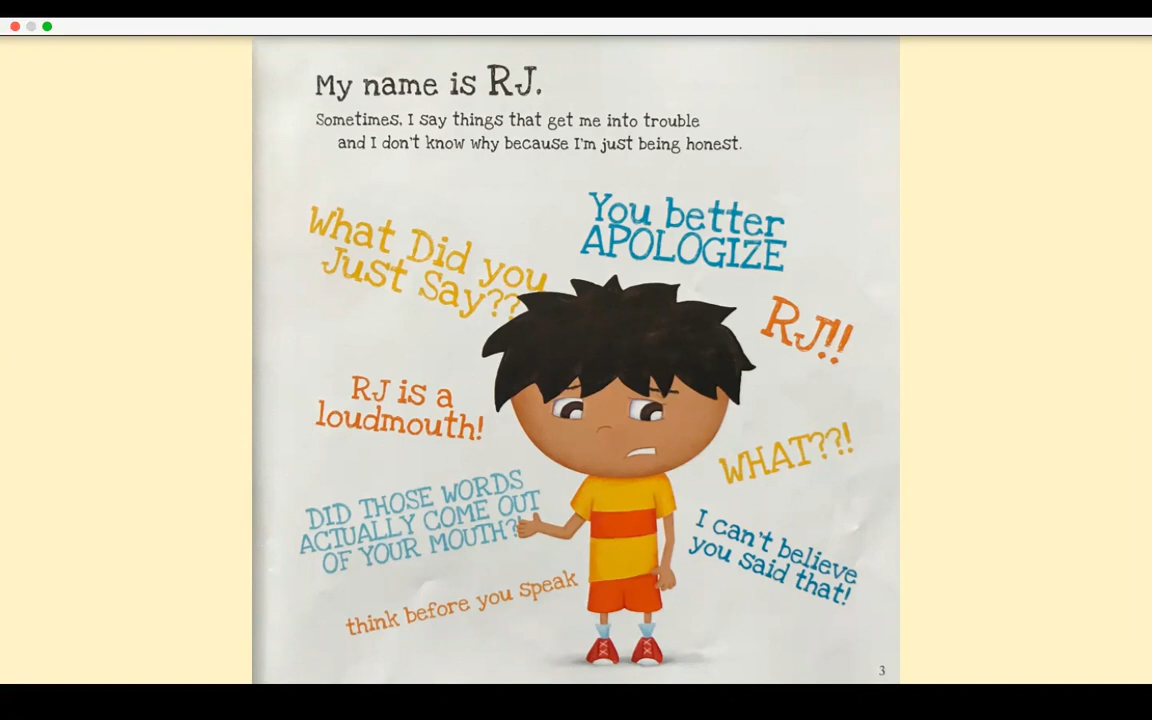 My name is RJ.
Sometimes, I say things that get me into trouble
and I don't know why because I'm just being honest.
What Did you
Just Say??
You better
APOLOGIZE
RJ!!
RJ is a
loudmouth!
WHAT??!
DID THOSE WORDS
ACTUALLY COME OUT
OF YOUR MOUTH?!
I can't believe
you said that!
think before you speak
3